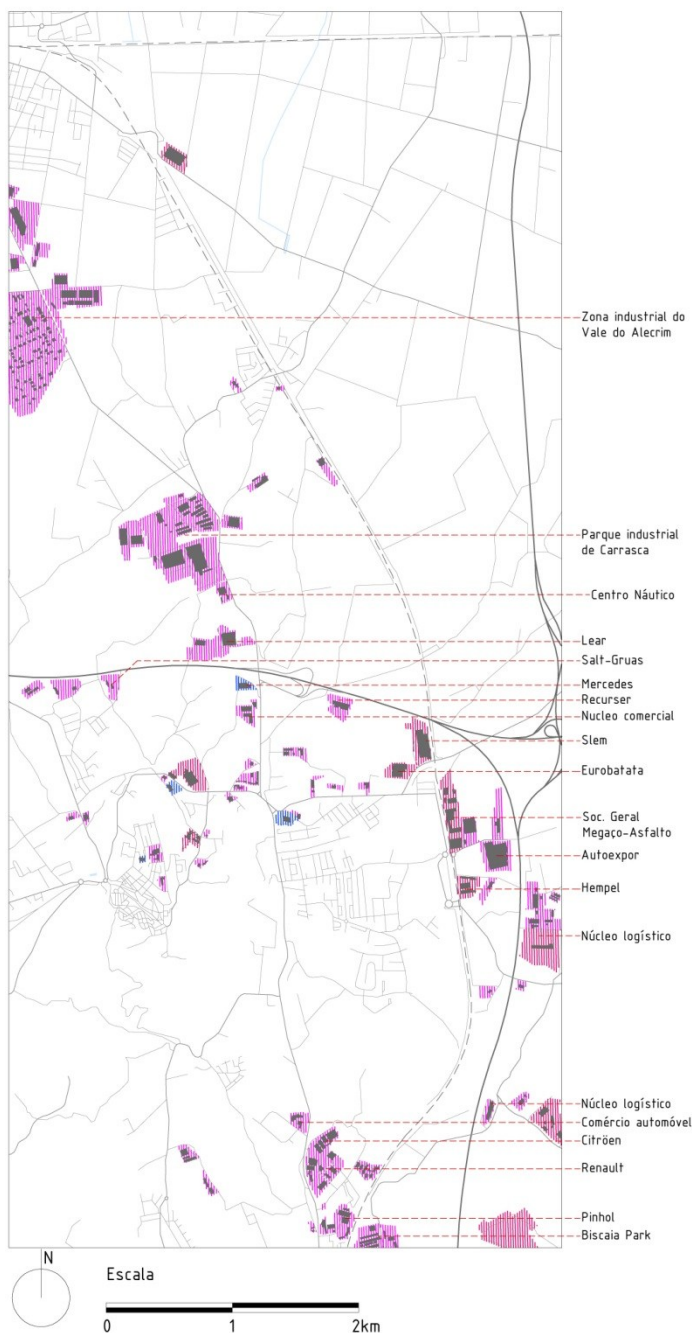 Zona industrial do
Vale do Alecrim
Parque industrial
de Carrasca
Centro Náutico
Lear
Salt-Gruas
Mercedes
Recurser
Nucleo comercial
Slem
Eurobatata
Soc. Geral
Megaço-Asfalto
Autoexpor
Hempel
Núcleo logístico
Núcleo logístico
Comércio automóvel
Citröen
Renault
Pinhol
Biscaia Park
N
Escala
0 1 2km